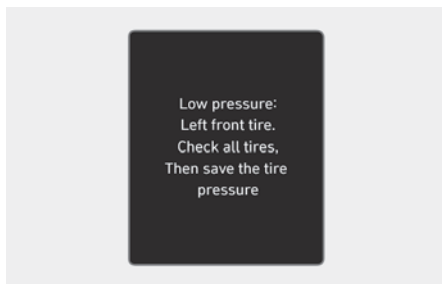 Low pressure:
Left front tire.
Check all tires,
Then save the tire
pressure